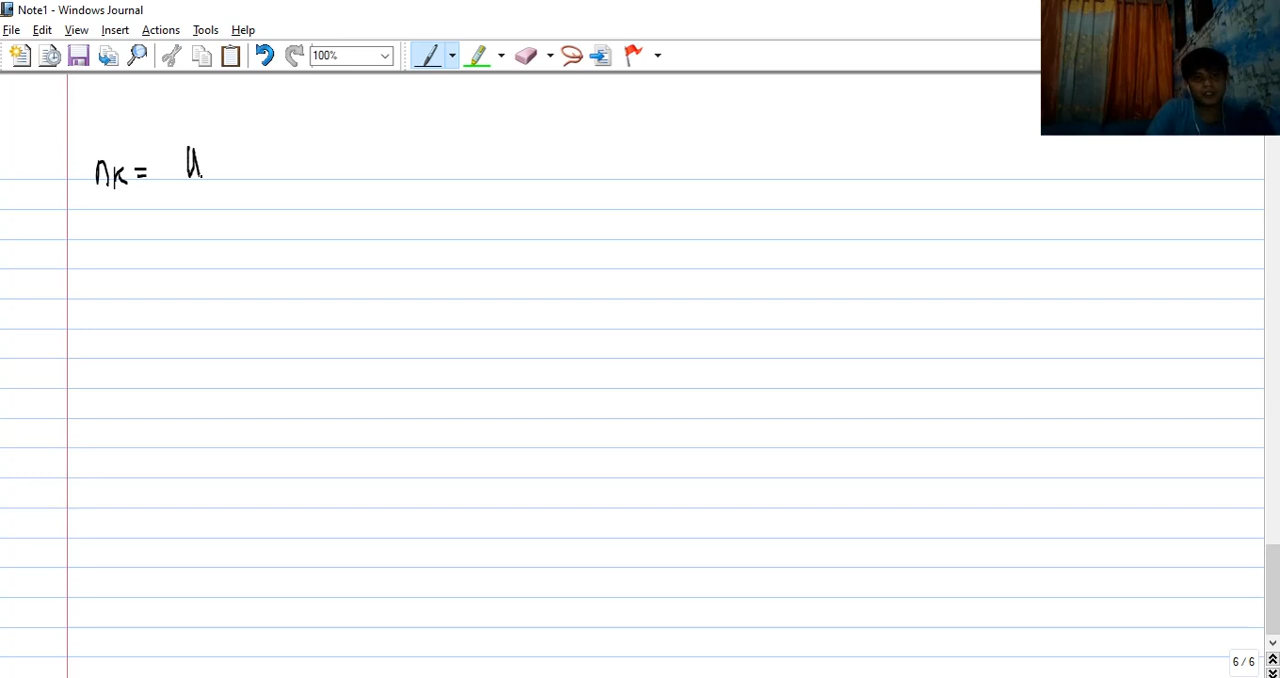 Note1 - Windows Journal
File Edit View Insert Actions Tools Help
100%
nK = U
6 / 6